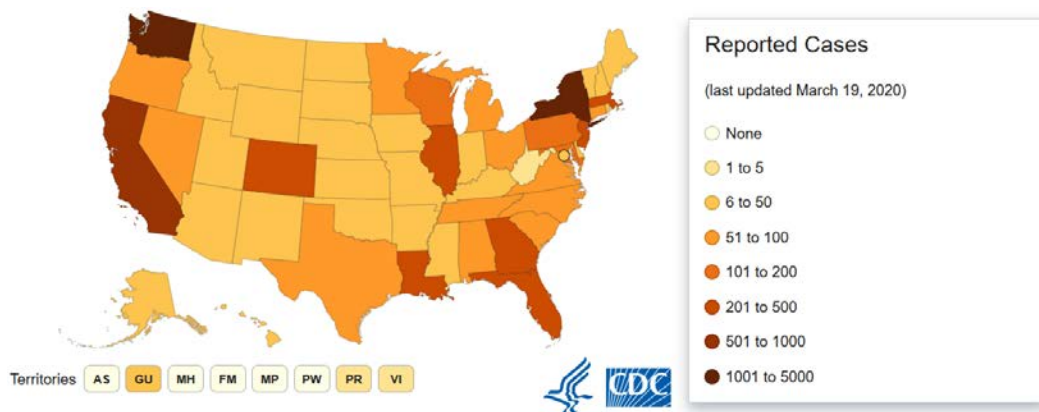 Reported Cases
(last updated March 19, 2020)
None
1 to 5
6 to 50
51 to 100
101 to 200
201 to 500
501 to 1000
1001 to 5000
Territories AS GU MH FM MP PW PR VI
CDC